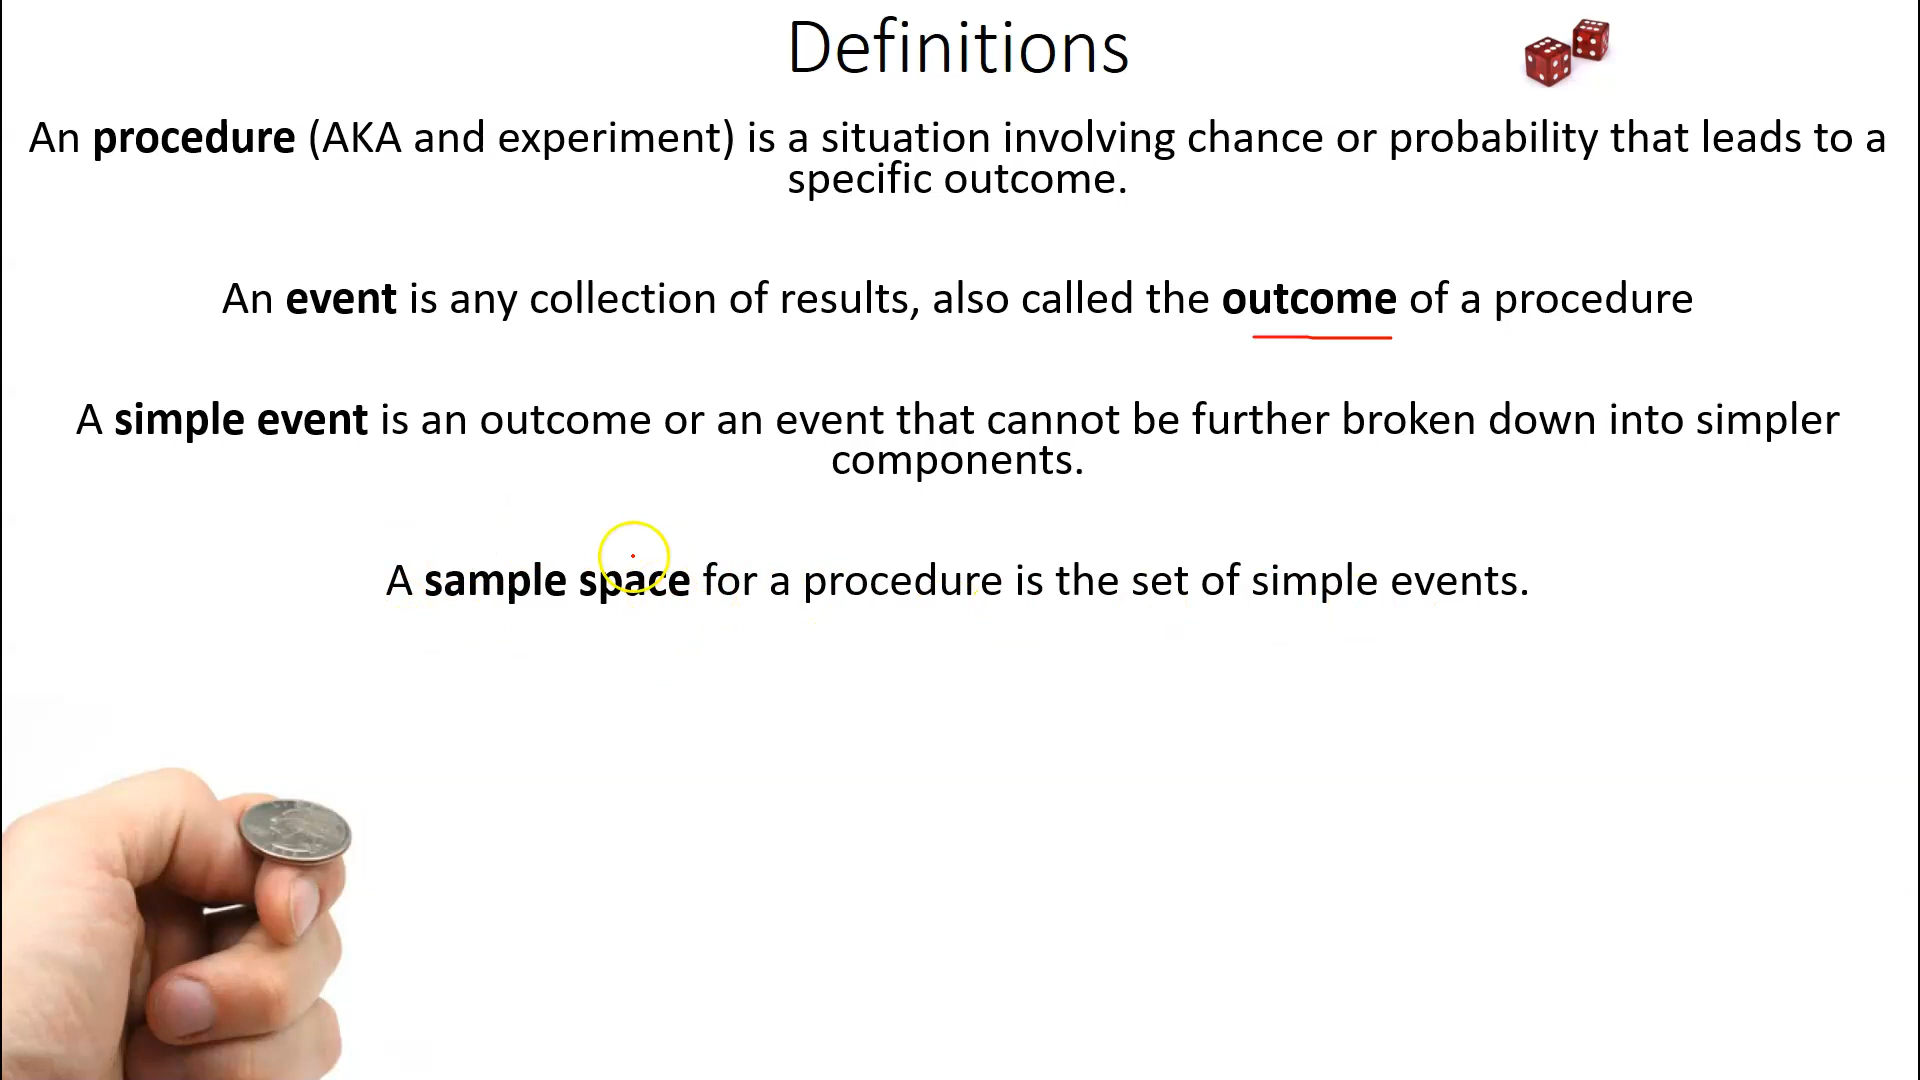 Definitions
An procedure (AKA and experiment) is a situation involving chance or probability that leads to a
specific outcome.
An event is any collection of results, also called the outcome of a procedure
A simple event is an outcome or an event that cannot be further broken down into simpler
components.
A sample space for a procedure is the set of simple events.